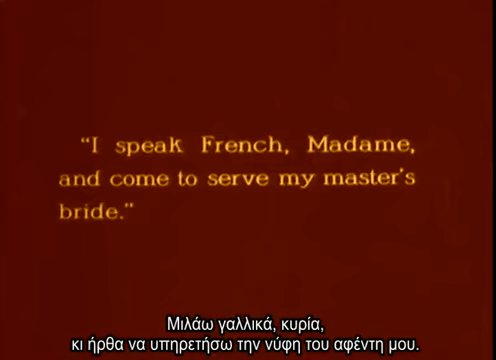 “I speak French, Madame,
and come to serve my master’s
bride.”
Μιλάω γαλλικά, κυρία,
κι ήρθα να υπηρετήσω την νύφη του αφέντη μου.